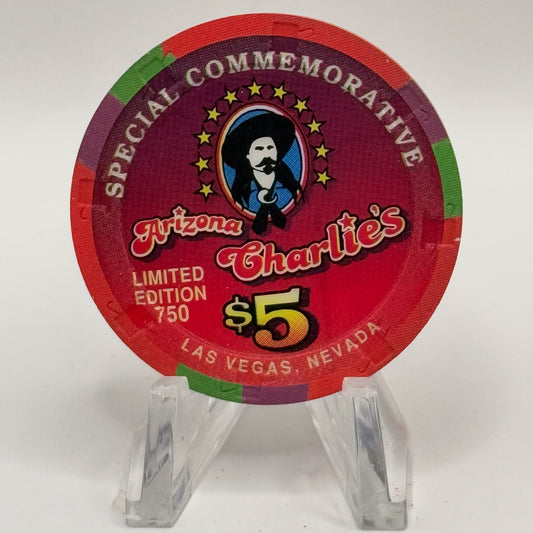 SPECIAL COMMEMORATIVE
Arizona
Charlie's
LIMITED
EDITION
750
$5
LAS VEGAS, NEVADA